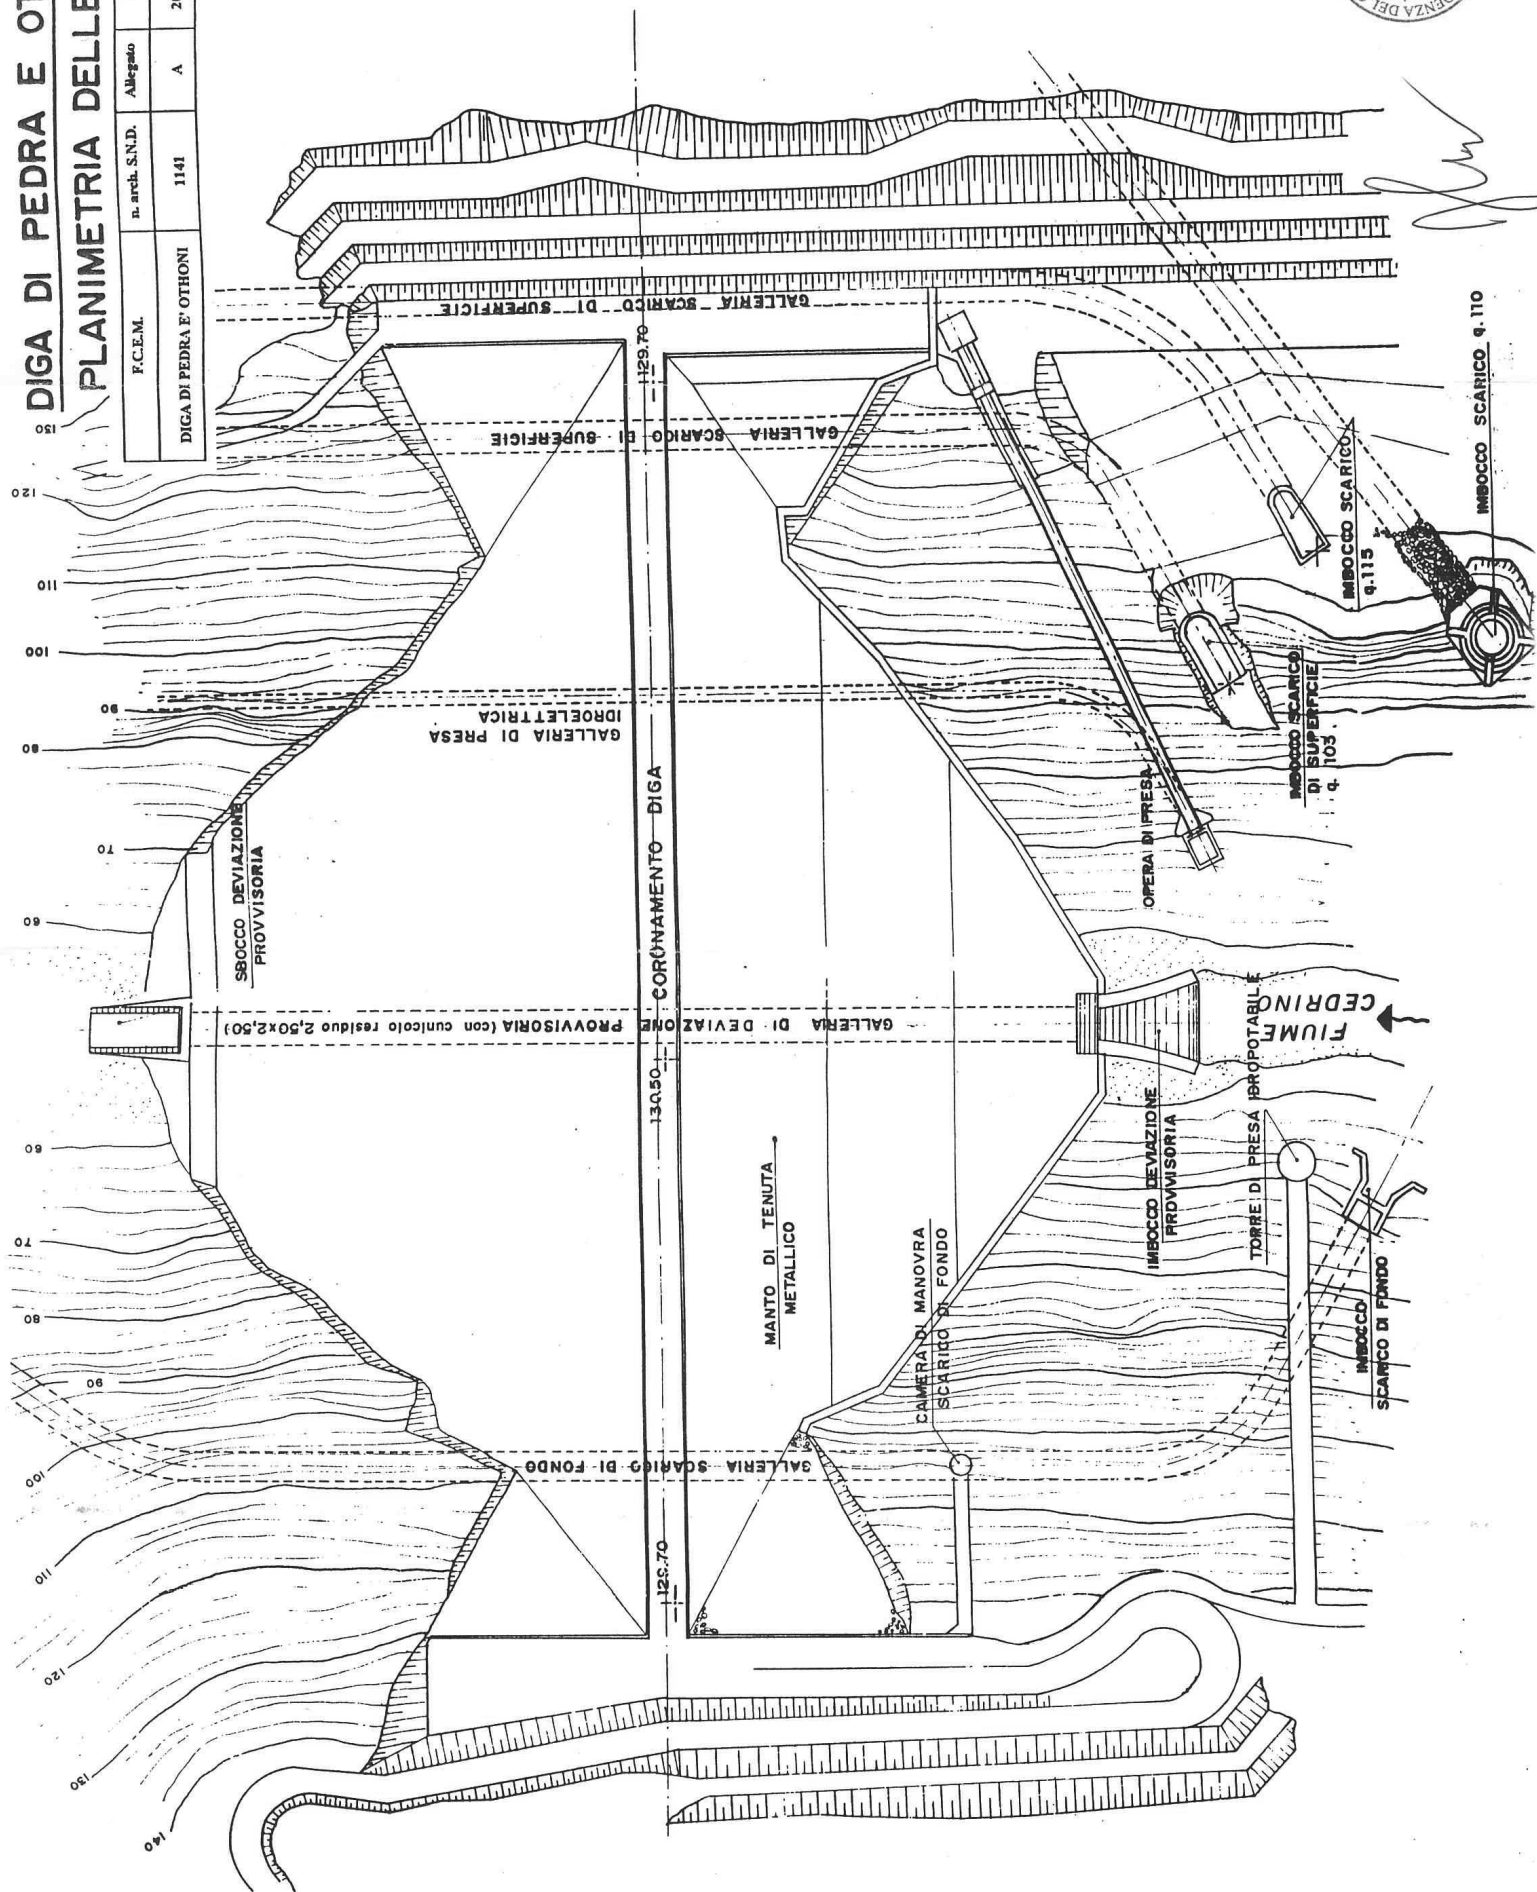 DIGA DI PEDRA E OT
PLANIMETRIA DELLE
F.C.E.M.
n. arch. S.N.D.
Allegato
DIGA DI PEDRA E' OTHONI
1141
A
150
120
110
100
90
80
70
60
60
70
80
90
100
110
120
130
140
GALLERIA SCARICO DI SUPERFICIE
129.70
GALLERIA SCARICO DI SUPERFICIE
GALLERIA DI PRESA
IDROELETTRICA
SBOCCO DEVIAZIONE
PROVVISORIA
CORONAMENTO DIGA
GALLERIA DI DEVIAZIONE PROVVISORIA (con cunicolo residuo 2,50x2,50)
130.50
MANTO DI TENUTA
METALLICO
CAMERA DI MANOVRA
SCARICO DI FONDO
GALLERIA SCARICO DI FONDO
129.70
OPERA DI PRESA
IMBOCCO SCARICO
DI SUPERFICIE
q. 103
IMBOCCO SCARICO
q.115
IMBOCCO SCARICO q.110
FIUME
CEDRINO
IMBOCCO DEVIAZIONE
PROVVISORIA
TORRE DI PRESA IDROPOTABILE
IMBOCCO
SCARICO DI FONDO